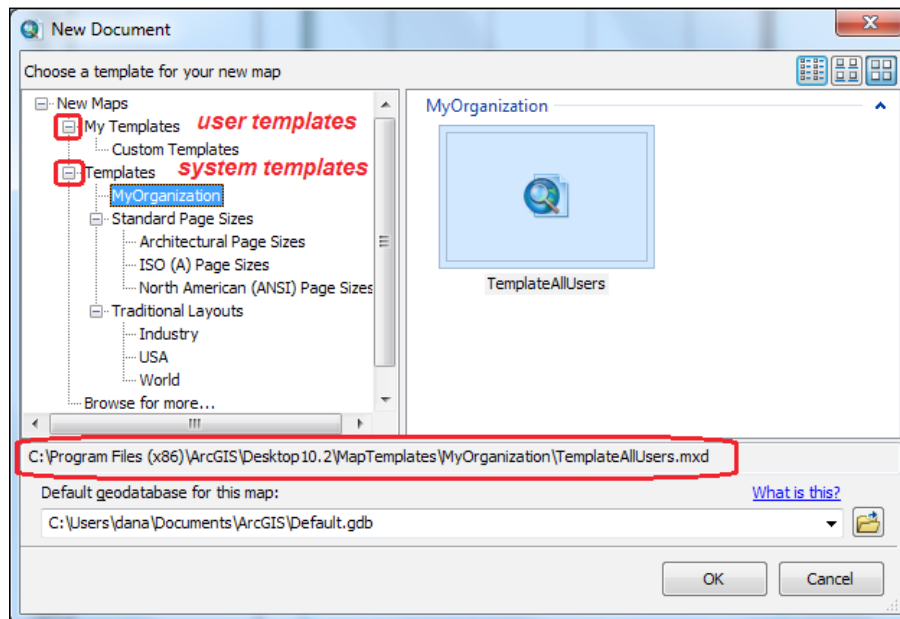 New Document
Choose a template for your new map
New Maps
My Templates user templates
Custom Templates
Templates system templates
MyOrganization
Standard Page Sizes
Architectural Page Sizes
ISO (A) Page Sizes
North American (ANSI) Page Sizes
Traditional Layouts
Industry
USA
World
Browse for more...
MyOrganization
TemplateAllUsers
C:\Program Files (x86)\ArcGIS\Desktop10.2\MapTemplates\MyOrganization\TemplateAllUsers.mxd
Default geodatabase for this map:
What is this?
C:\Users\dana\Documents\ArcGIS\Default.gdb
OK
Cancel